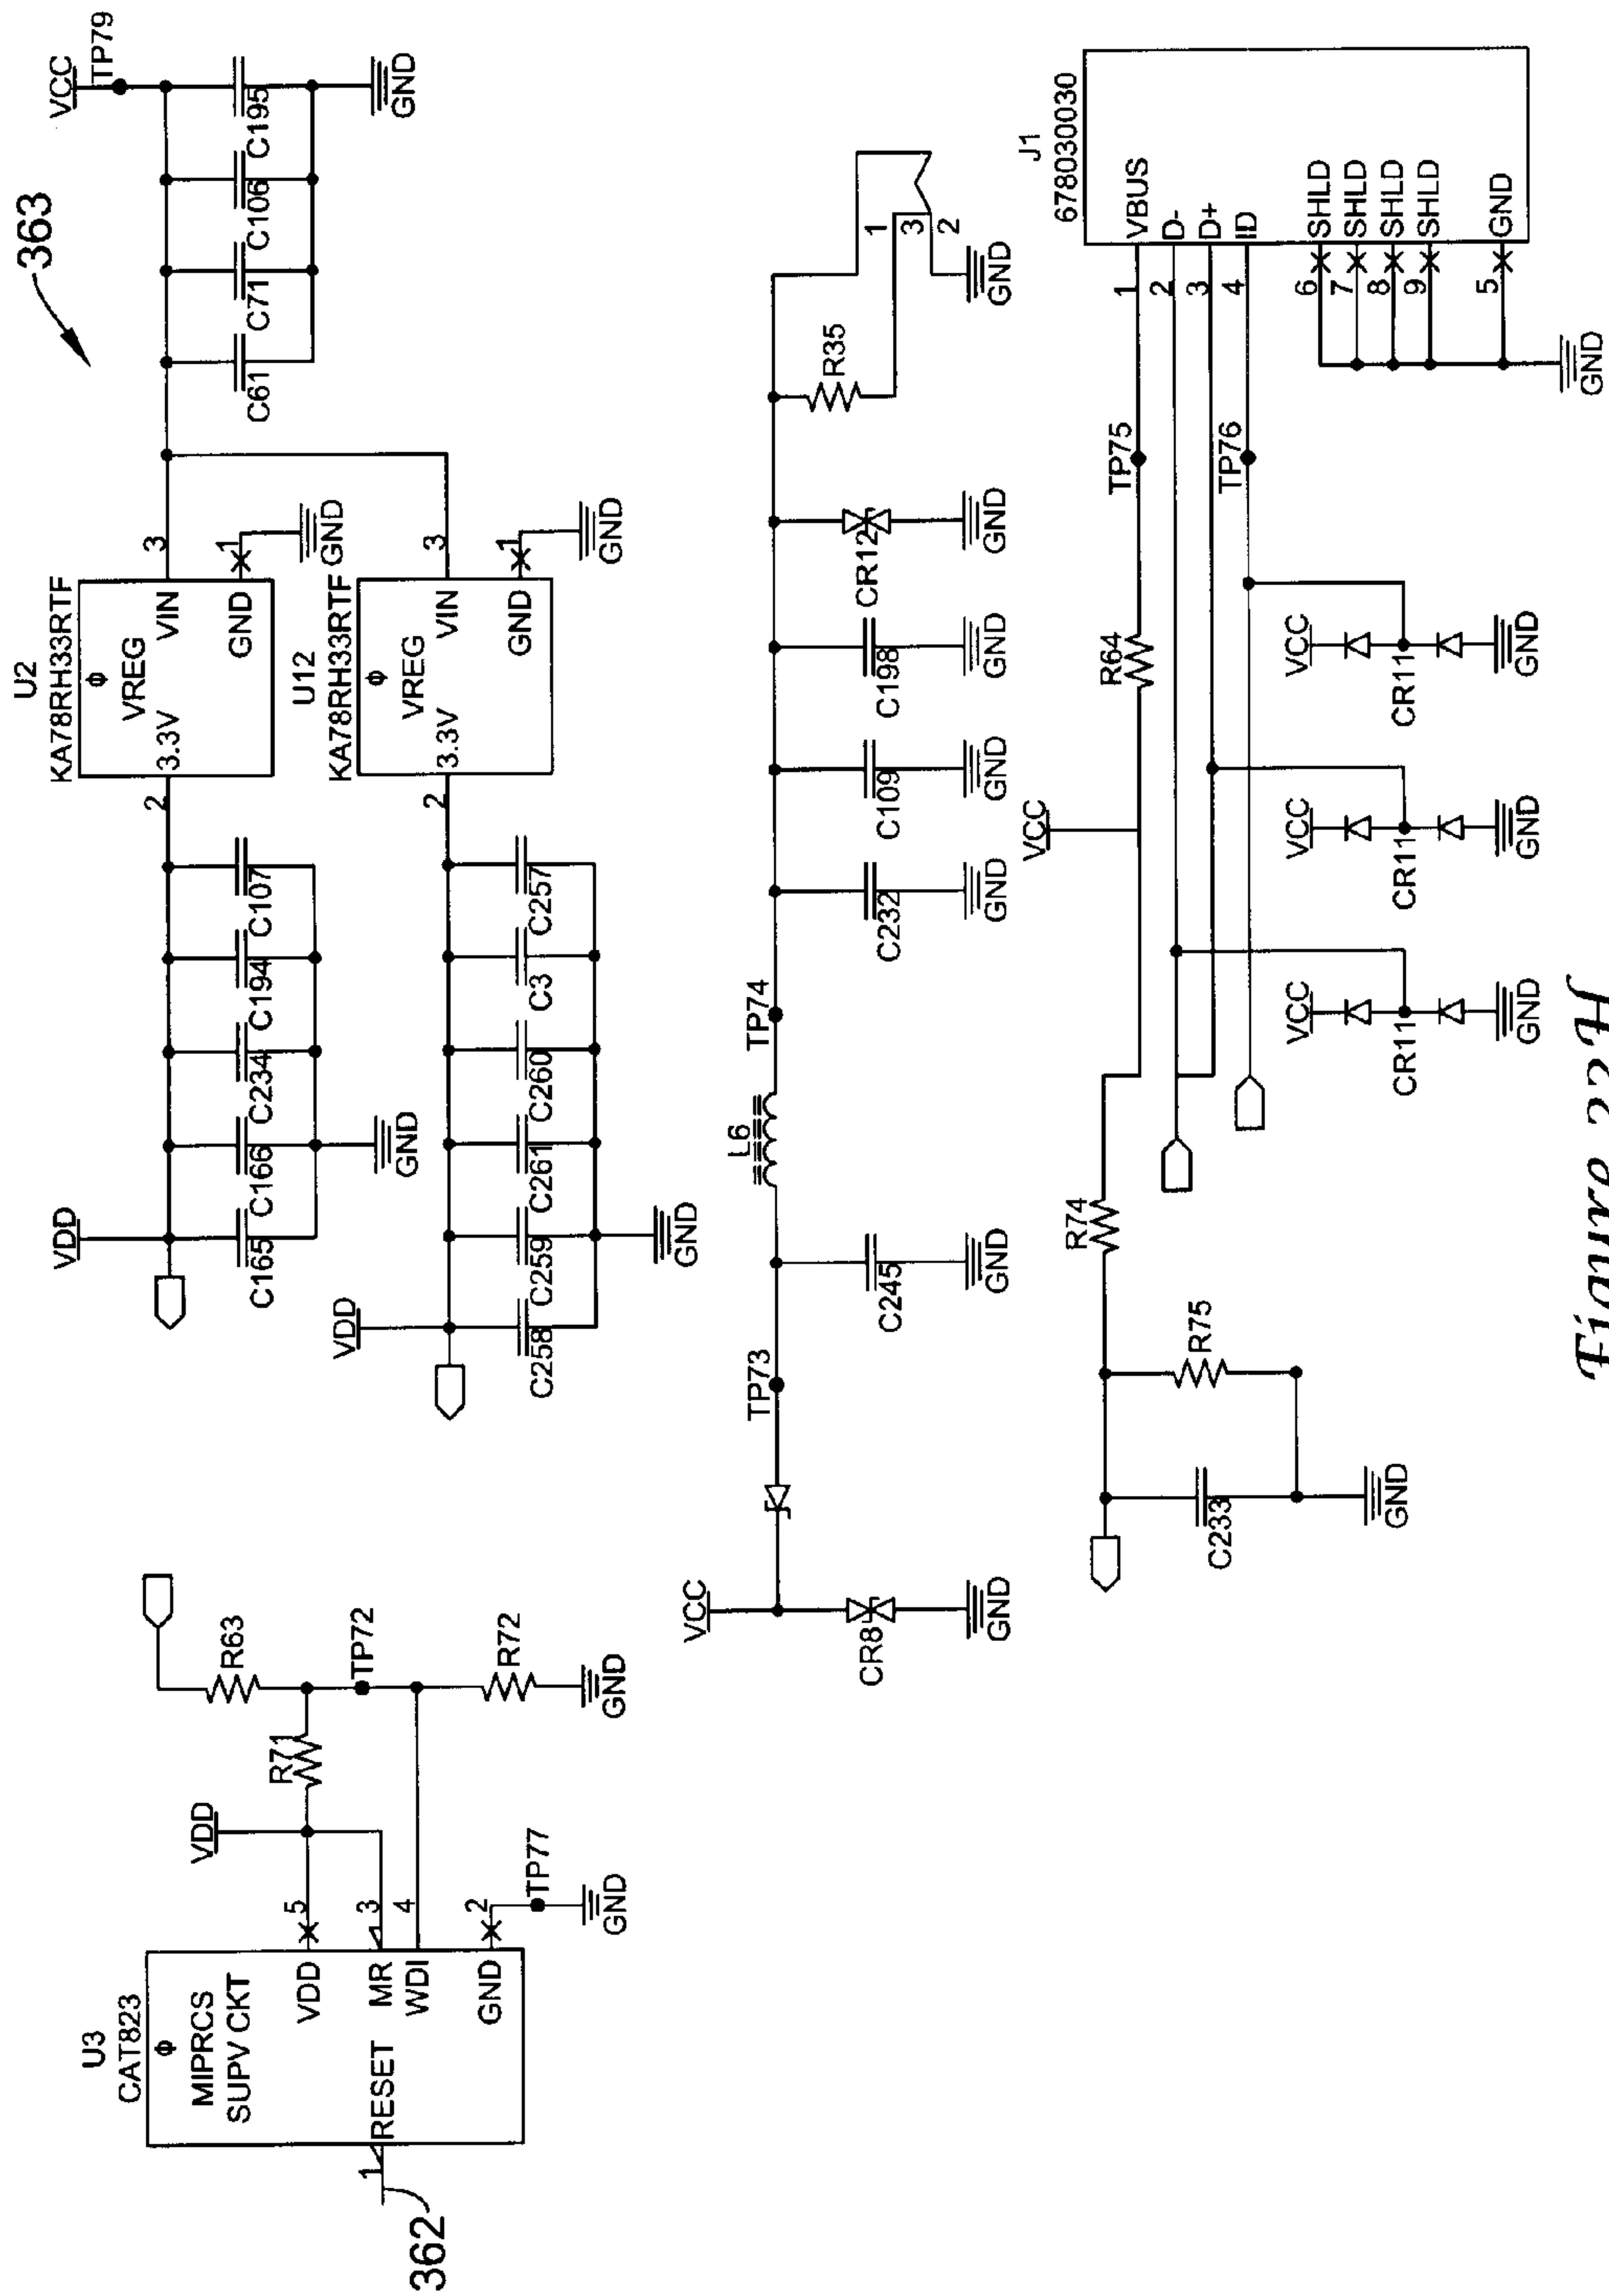 363
VCC
TP79
C61
C71
C106
C195
GND
U2
KA78RH33RTF
ф
VREG
3.3V
VIN
GND
2
3
1
GND
VDD
C165
C166
C234
C194
C107
GND
U12
KA78RH33RTF
ф
VREG
3.3V
VIN
GND
2
3
1
GND
VDD
C258
C259
C261
C260
C3
C257
GND
U3
CAT823
ф
MIPRCS
SUPV CKT
RESET
VDD
MR
WDI
GND
1
5
3
4
2
362
VDD
R71
R63
TP72
R72
GND
TP77
GND
VCC
CR8
GND
TP73
C245
GND
L6
TP74
C232
GND
C109
GND
C198
GND
CR12
GND
R35
1
3
2
GND
J1
6780300030
VBUS
D-
D+
ID
SHLD
SHLD
SHLD
SHLD
GND
1
2
3
4
6
7
8
9
5
GND
TP75
TP76
R64
VCC
R74
R75
C233
GND
VCC
CR11
GND
VCC
CR11
GND
VCC
CR11
GND
Figure 22H